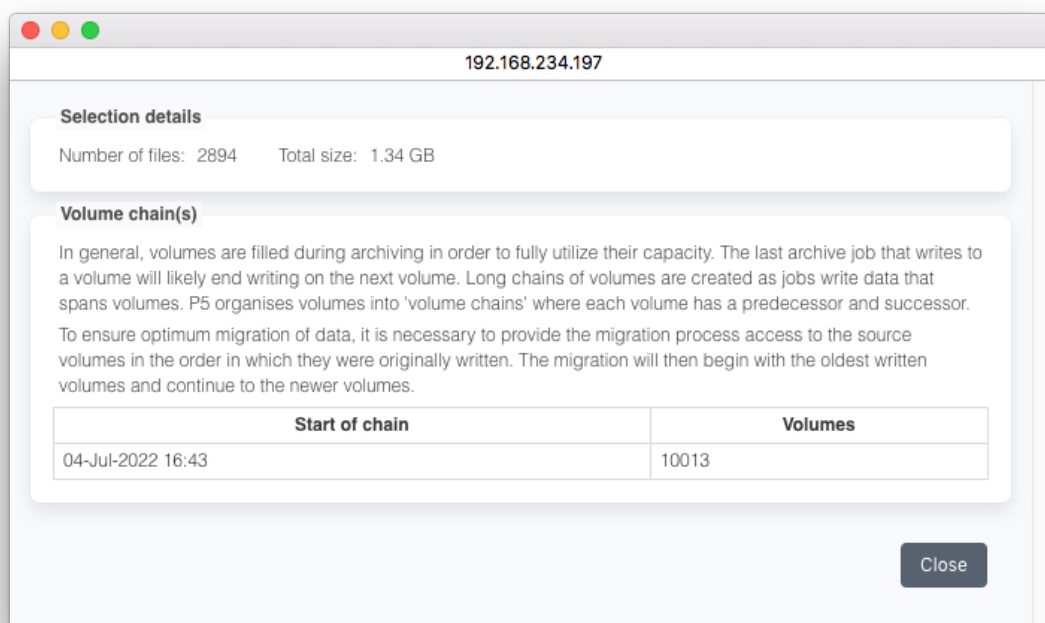 192.168.234.197
Selection details
Number of files: 2894 Total size: 1.34 GB
Volume chain(s)
In general, volumes are filled during archiving in order to fully utilize their capacity. The last archive job that writes to
a volume will likely end writing on the next volume. Long chains of volumes are created as jobs write data that
spans volumes. P5 organises volumes into 'volume chains' where each volume has a predecessor and successor.
To ensure optimum migration of data, it is necessary to provide the migration process access to the source
volumes in the order in which they were originally written. The migration will then begin with the oldest written
volumes and continue to the newer volumes.
Start of chain Volumes
04-Jul-2022 16:43 10013
Close